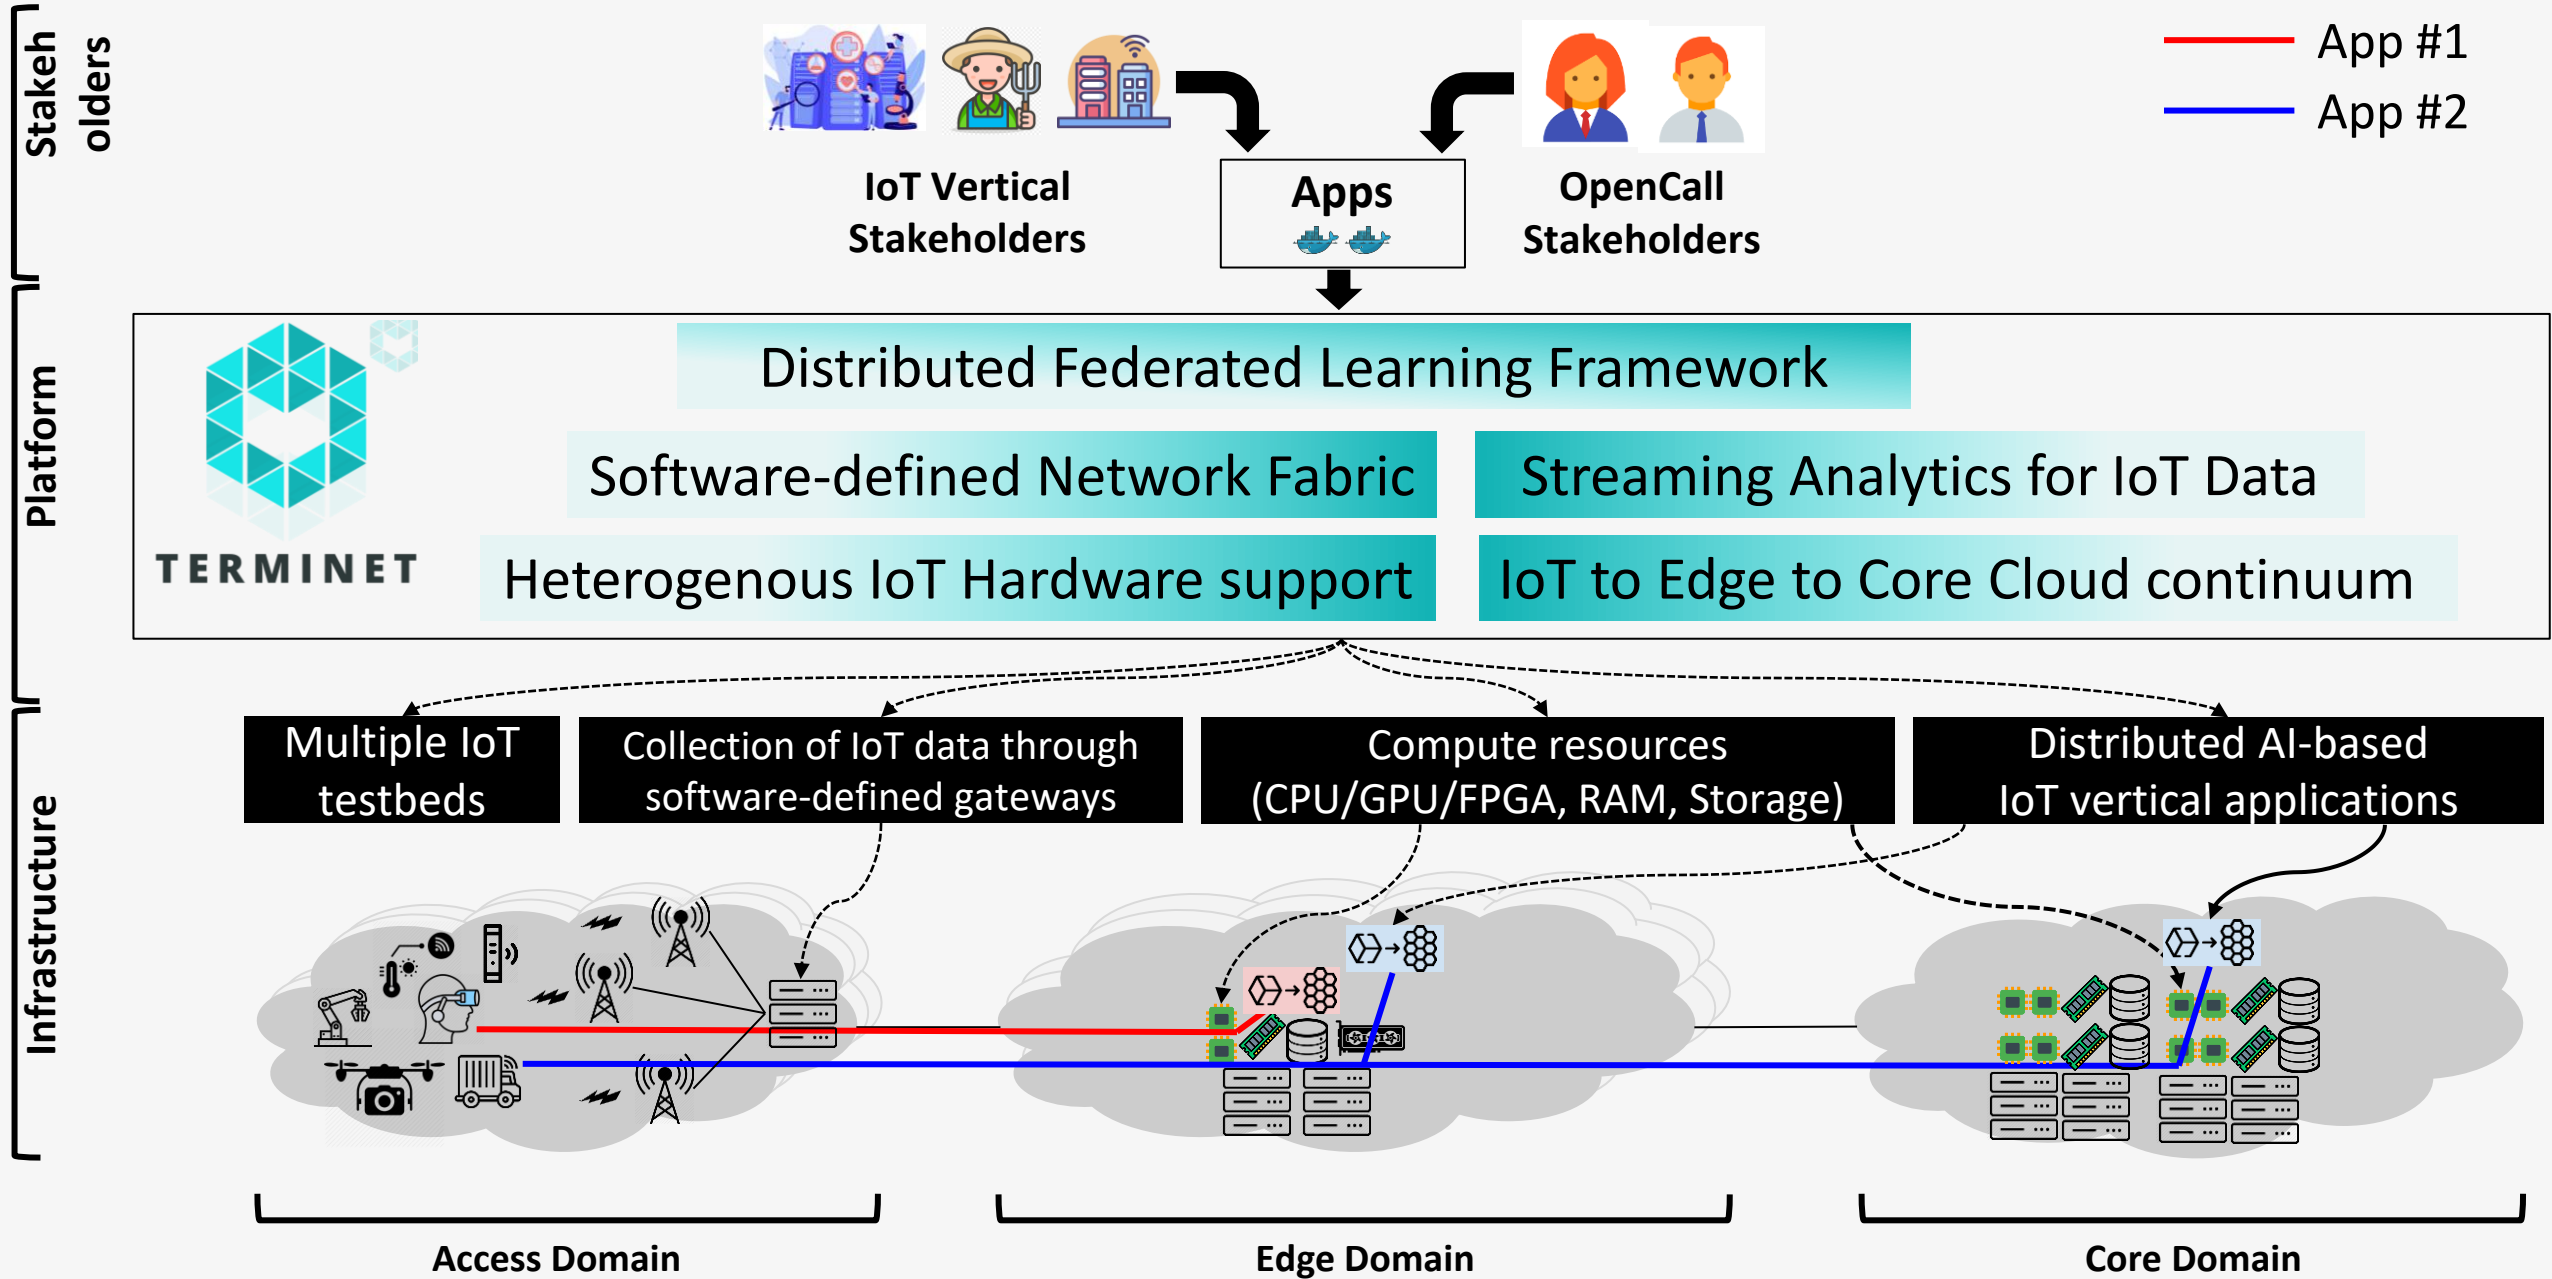 Stakeh
olders
IoT Vertical
Stakeholders
Apps
OpenCall
Stakeholders
App #1
App #2
Platform
TERMINET
Distributed Federated Learning Framework
Software-defined Network Fabric
Streaming Analytics for IoT Data
Heterogenous IoT Hardware support
IoT to Edge to Core Cloud continuum
Infrastructure
Multiple IoT
testbeds
Collection of IoT data through
software-defined gateways
Compute resources
(CPU/GPU/FPGA, RAM, Storage)
Distributed AI-based
IoT vertical applications
Access Domain
Edge Domain
Core Domain